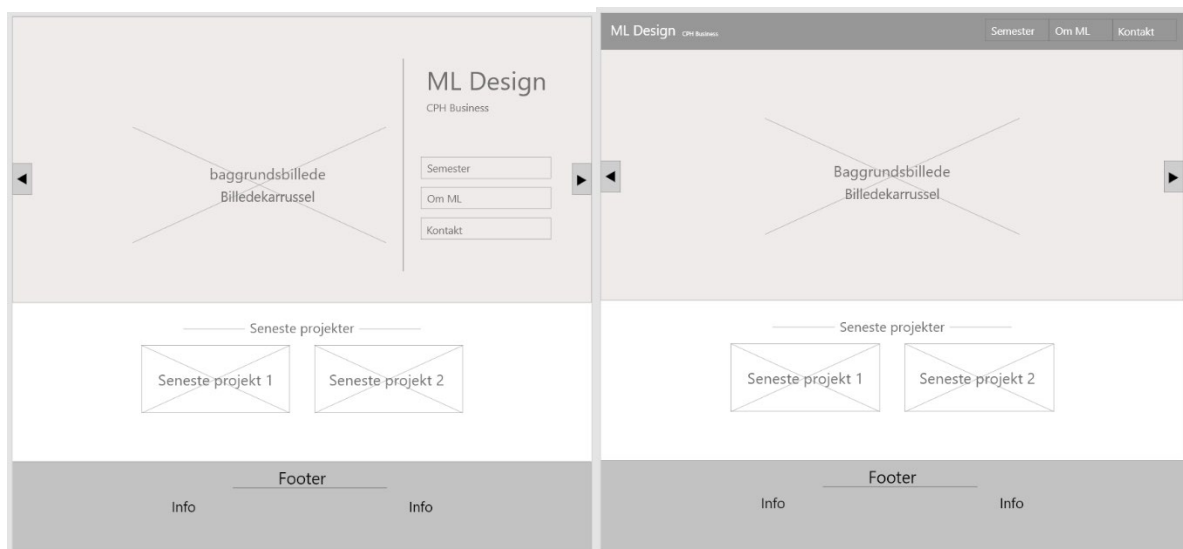 ML Design
CPH Business
baggrundsbillede
Billedekarrussel
Semester
Om ML
Kontakt
Seneste projekter
Seneste projekt 1
Seneste projekt 2
Footer
Info
Info
ML Design CPH Business
Semester
Om ML
Kontakt
Baggrundsbillede
Billedekarrussel
Seneste projekter
Seneste projekt 1
Seneste projekt 2
Footer
Info
Info